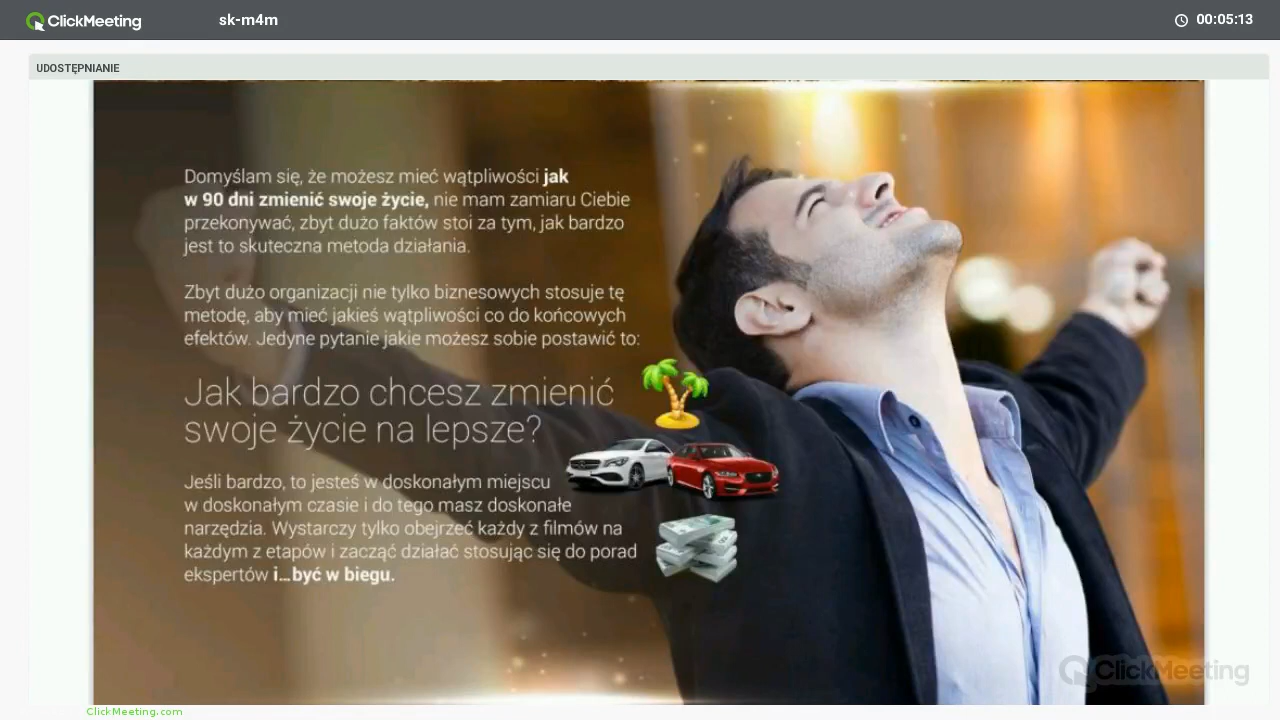 ClickMeeting
sk-m4m
00:05:13
UDOSTĘPNIANIE
Domyślam się, że możesz mieć wątpliwości jak
w 90 dni zmienić swoje życie, nie mam zamiaru Ciebie
przekonywać, zbyt dużo faktów stoi za tym, jak bardzo
jest to skuteczna metoda działania.
Zbyt dużo organizacji nie tylko biznesowych stosuje tę
metodę, aby mieć jakieś wątpliwości co do końcowych
efektów. Jedyne pytanie jakie możesz sobie postawić to:
Jak bardzo chcesz zmienić
swoje życie na lepsze?
Jeśli bardzo, to jesteś w doskonałym miejscu
w doskonałym czasie i do tego masz doskonałe
narzędzia. Wystarczy tylko obejrzeć każdy z filmów na
każdym z etapów i zacząć działać stosując się do porad
ekspertów i...być w biegu.
ClickMeeting
ClickMeeting.com